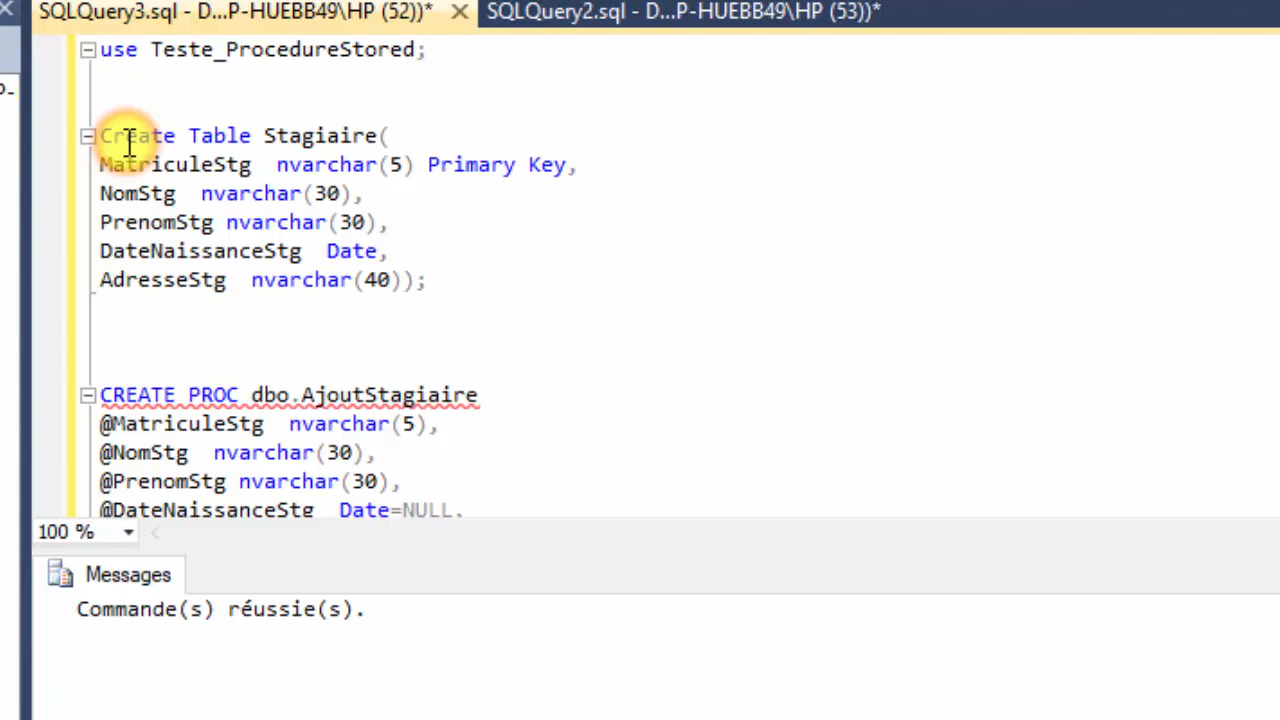 SQLQuery3.sql - D...P-HUEBB49\HP (52))* SQLQuery2.sql - D...P-HUEBB49\HP (53))*
use Teste_ProcedureStored;
Create Table Stagiaire(
MatriculeStg nvarchar(5) Primary Key,
NomStg nvarchar(30),
PrenomStg nvarchar(30),
DateNaissanceStg Date,
AdresseStg nvarchar(40));
CREATE PROC dbo.AjoutStagiaire
@MatriculeStg nvarchar(5),
@NomStg nvarchar(30),
@PrenomStg nvarchar(30),
@DateNaissanceStg Date=NULL,
100 %
Messages
Commande(s) réussie(s).